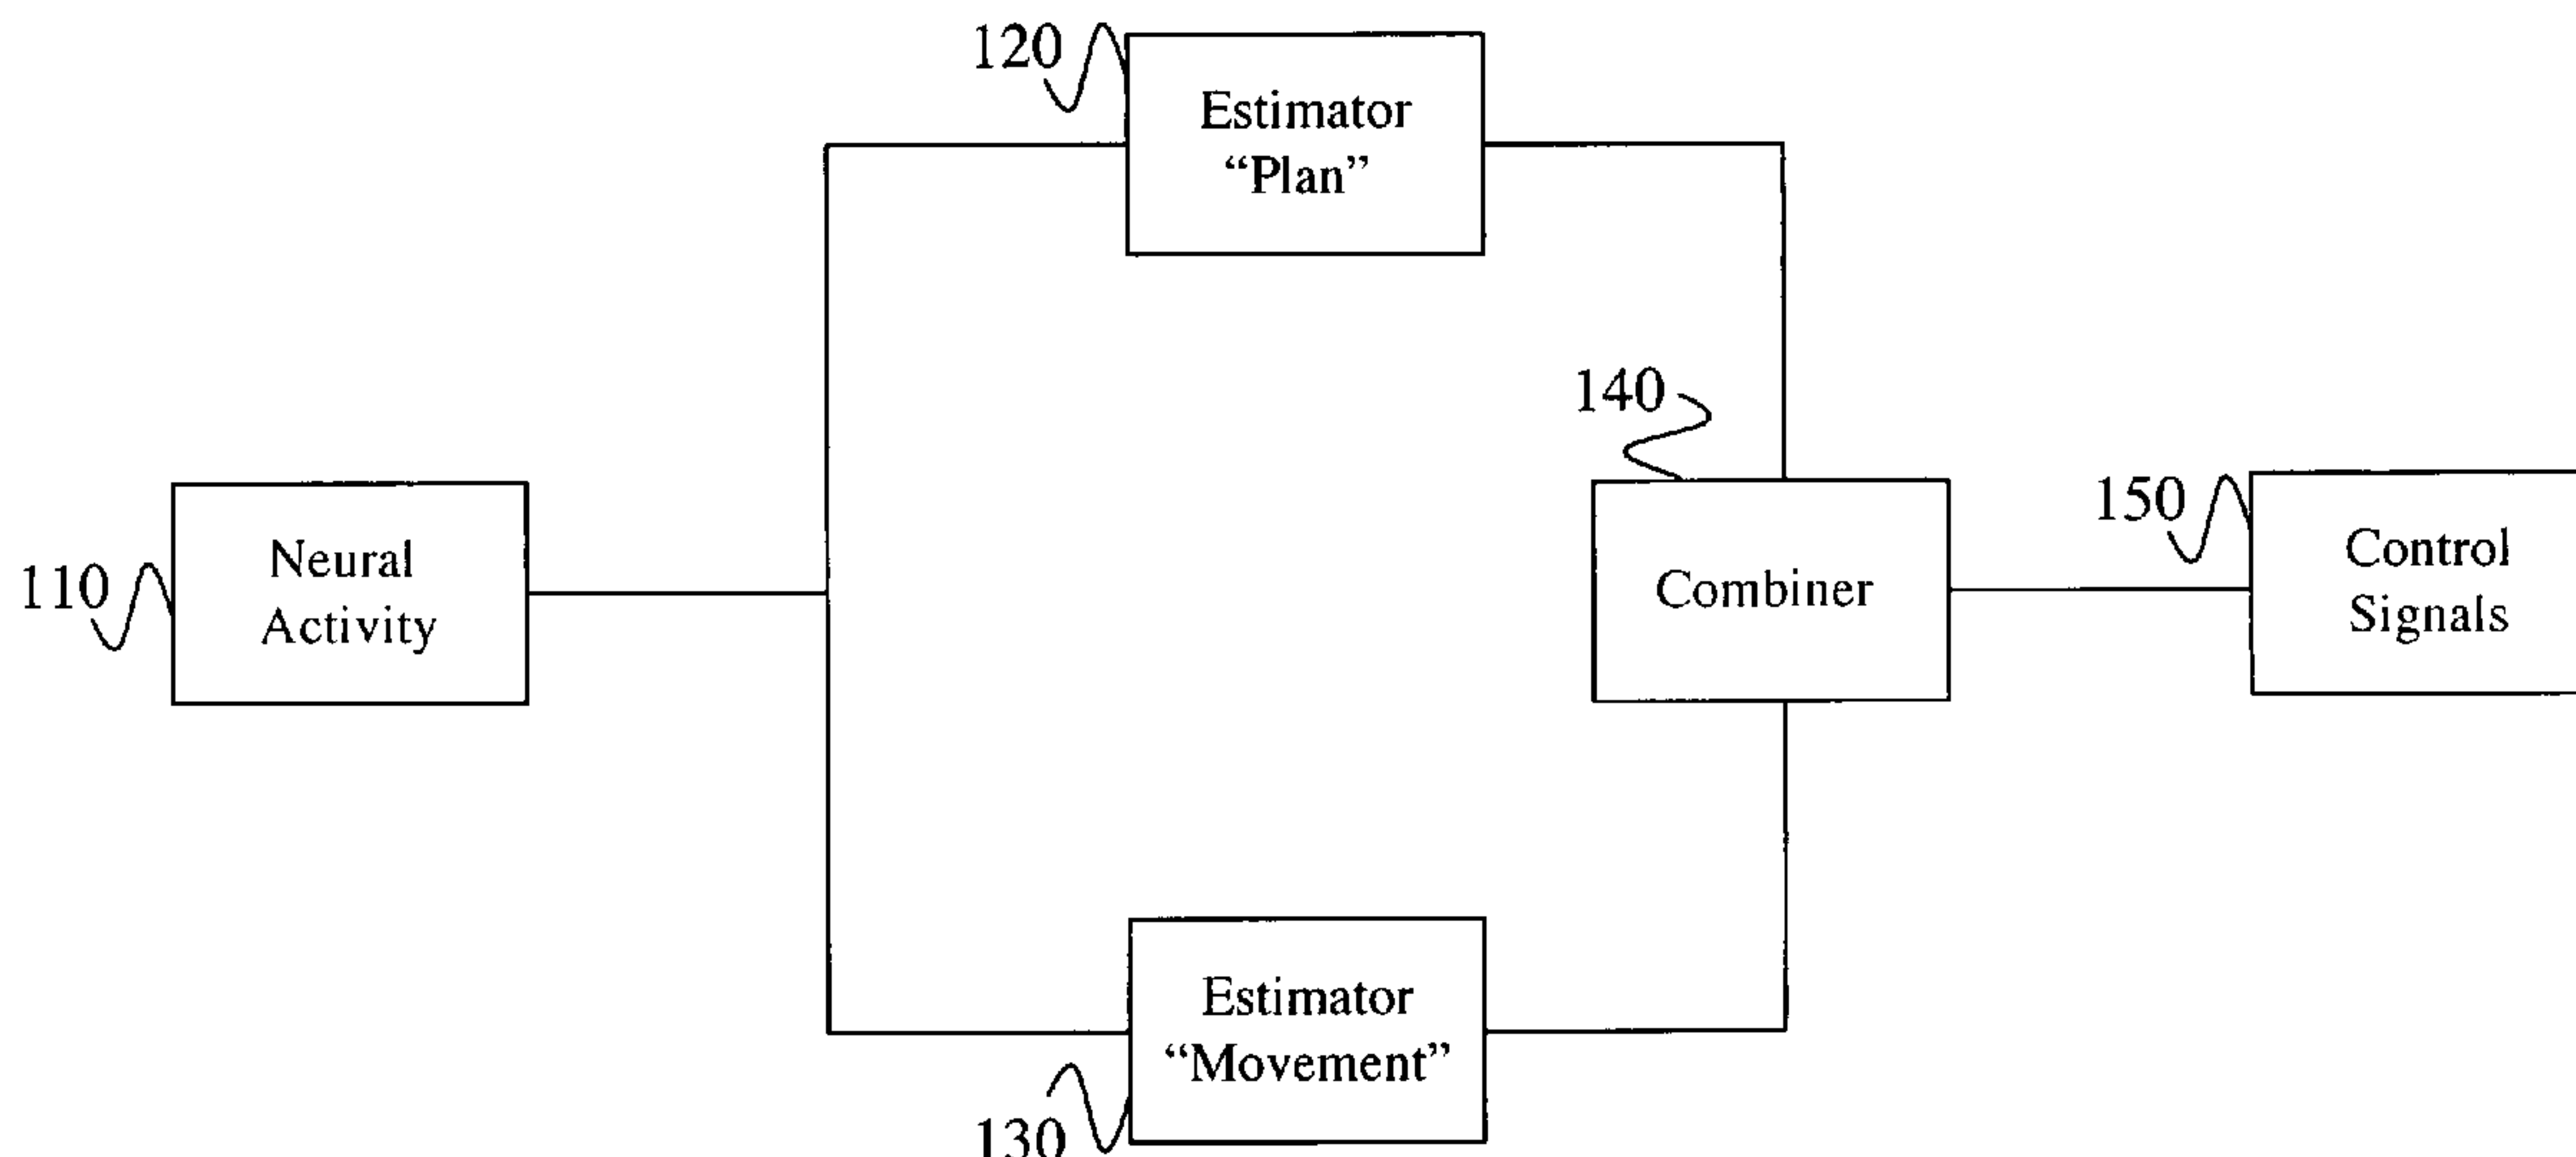 120
Estimator
“Plan”
140
150
Control
Signals
Neural
Activity
110
Combiner
Estimator
“Movement”
130